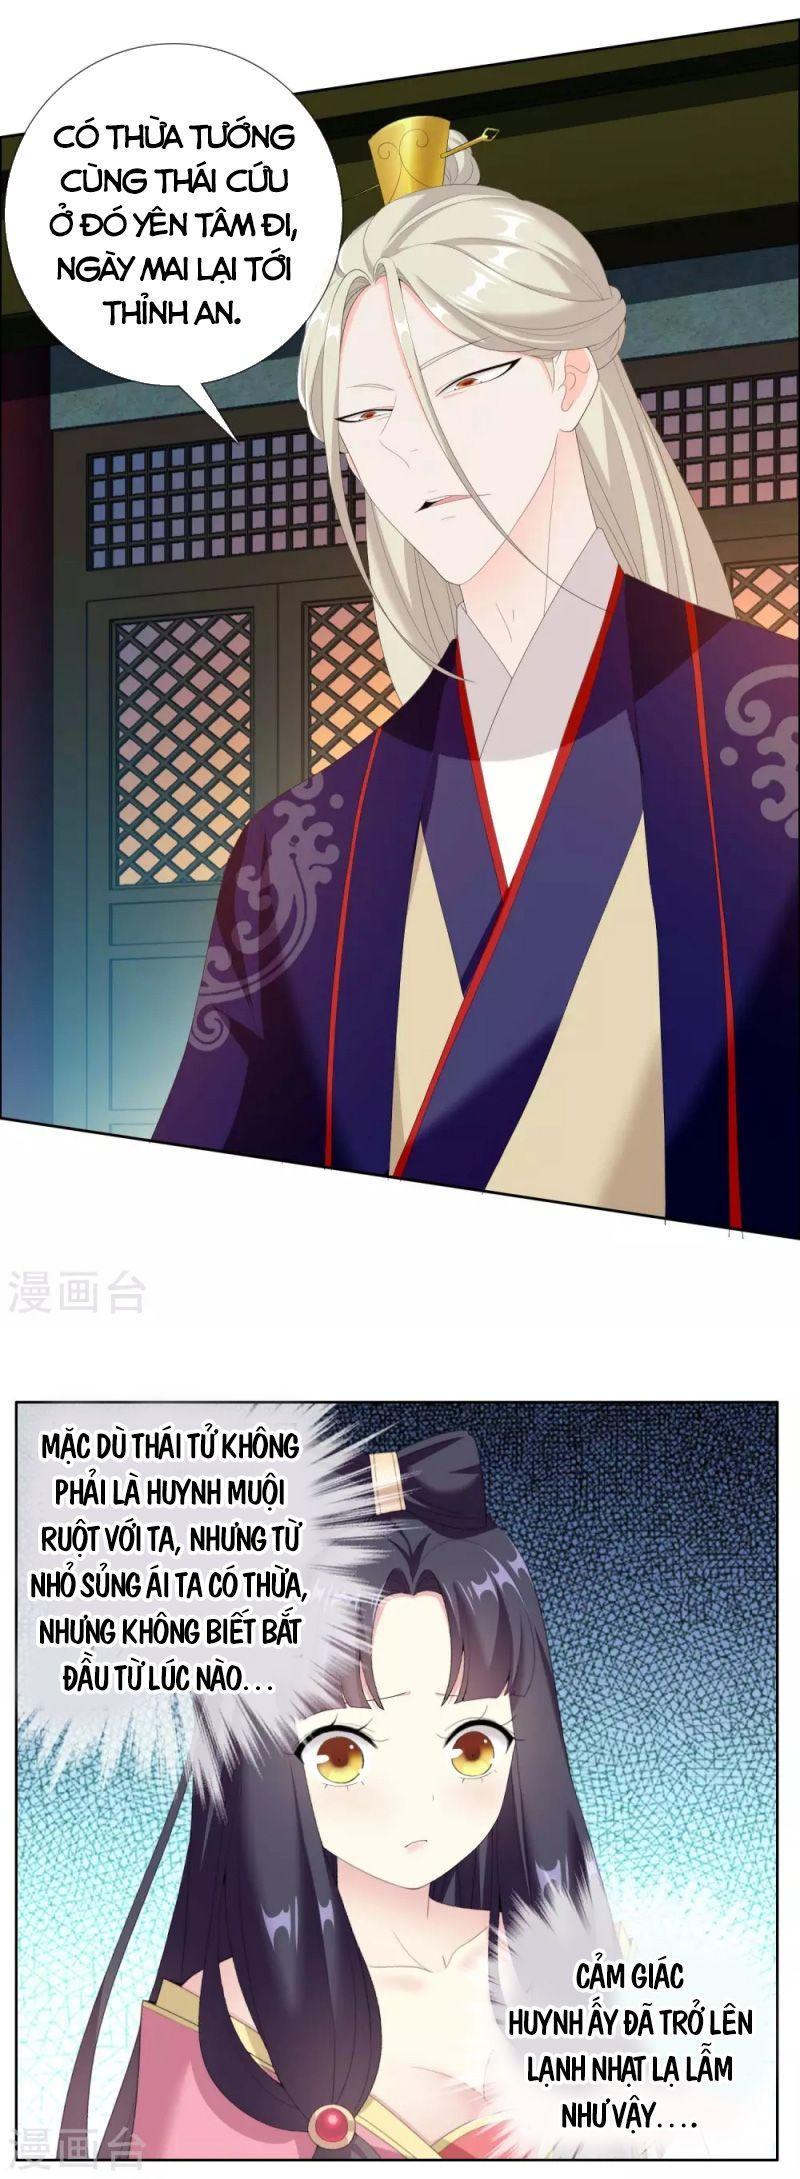 CÓ THỪA TƯỚNG
CÙNG THÁI CỨU
Ở ĐÓ YÊN TÂM ĐI,
NGÀY MAI LẠI TỚI
THỈNH AN.
漫画台
MẶC DÙ THÁI TỬ KHÔNG
PHẢI LÀ HUYNH MUỘI
RUỘT VỚI TA, NHƯNG TỪ
NHỎ SỦNG ÁI TA CÓ THỪA,
NHƯNG KHÔNG BIẾT BẮT
ĐẦU TỪ LÚC NÀO...
CẢM GIÁC
HUYNH ẤY ĐÃ TRỞ LÊN
LẠNH NHẠT LẠ LẪM
NHƯ VẬY....
漫画台